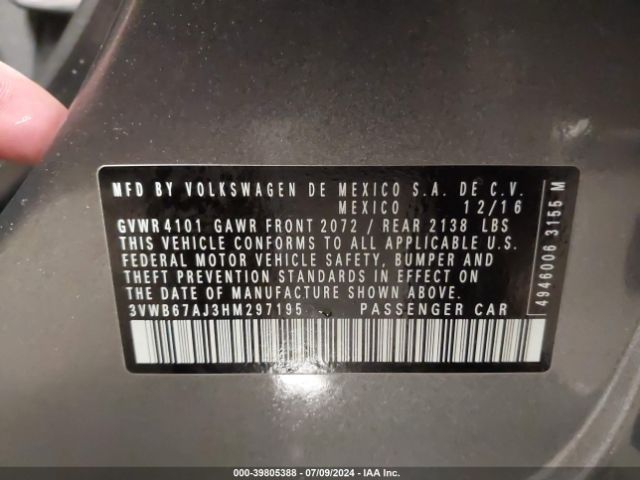 MFD BY VOLKSWAGEN DE MEXICO S.A. DE C.V.
MEXICO 12/16
GVWR 4101 GAWR FRONT 2072 / REAR 2138 LBS
THIS VEHICLE CONFORMS TO ALL APPLICABLE U.S.
FEDERAL MOTOR VEHICLE SAFETY, BUMPER AND
THEFT PREVENTION STANDARDS IN EFFECT ON
THE DATE OF MANUFACTURE SHOWN ABOVE.
3VWB67AJ3HM297195 PASSENGER CAR
4946006 3155 M
000-39805388 - 07/09/2024 - IAA Inc.